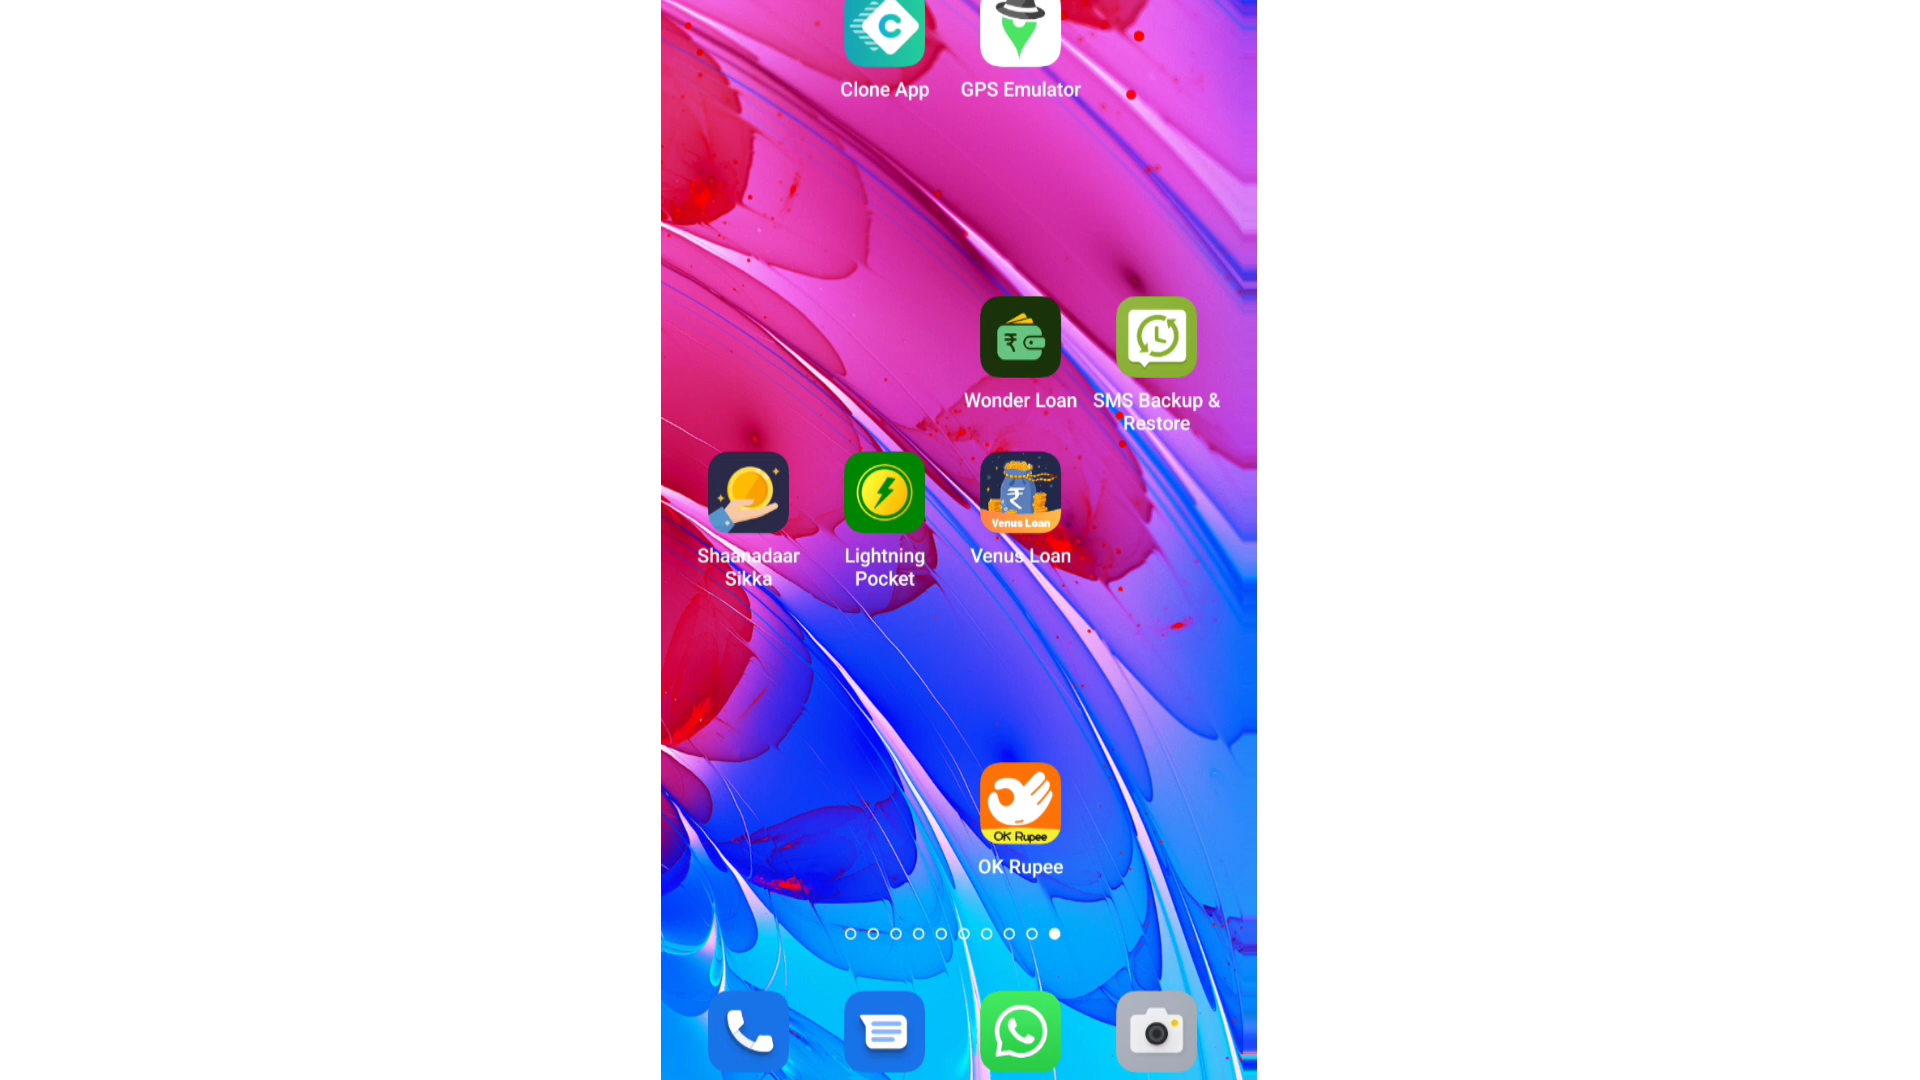 Clone App
GPS Emulator
₹
Wonder Loan
SMS Backup &
Restore
₹
Venus Loan
Shaanadaar
Sikka
Lightning
Pocket
Venus Loan
OK Rupee
OK Rupee